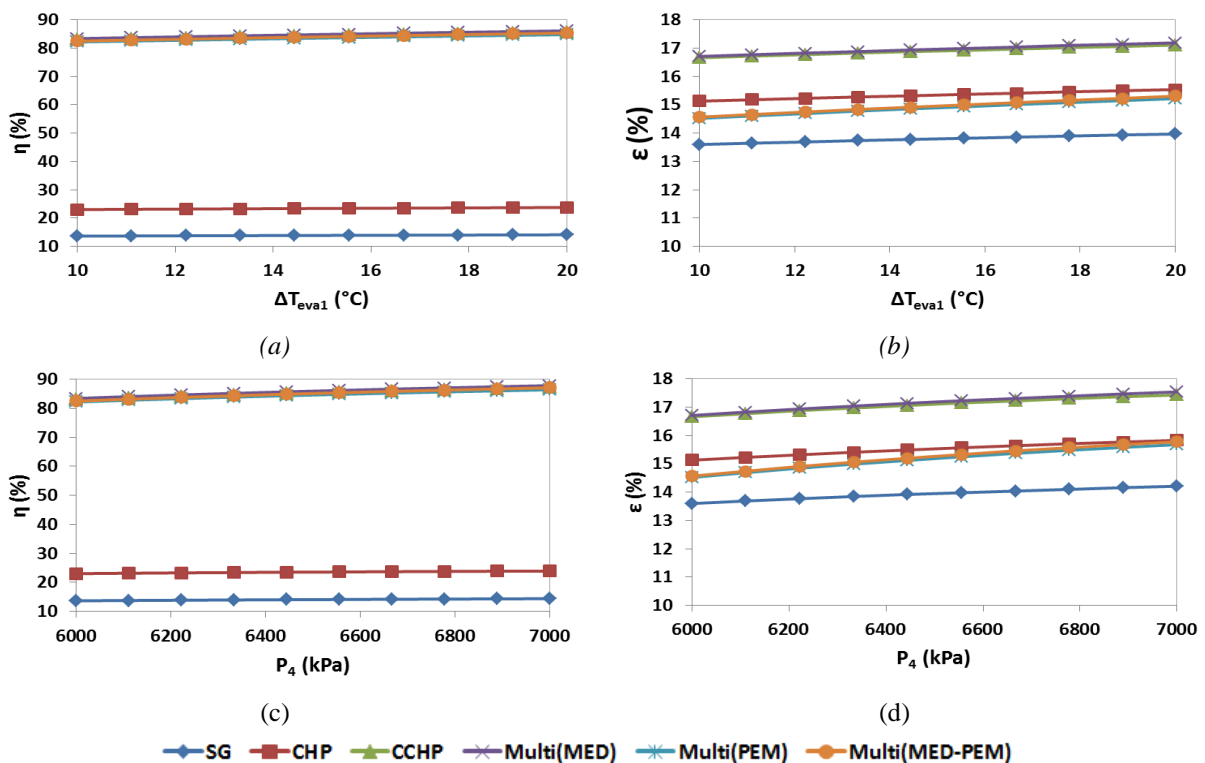 90
80
70
60
50
40
30
20
10
η (%)
10 12 14 16 18 20
ΔTeva1 (°C)
(a)
18
17
16
15
14
13
12
11
10
ε (%)
10 12 14 16 18 20
ΔTeva1 (°C)
(b)
90
80
70
60
50
40
30
20
10
η (%)
6000 6200 6400 6600 6800 7000
P4 (kPa)
(c)
18
17
16
15
14
13
12
11
10
ε (%)
6000 6200 6400 6600 6800 7000
P4 (kPa)
(d)
SG CHP CCHP Multi(MED) Multi(PEM) Multi(MED-PEM)